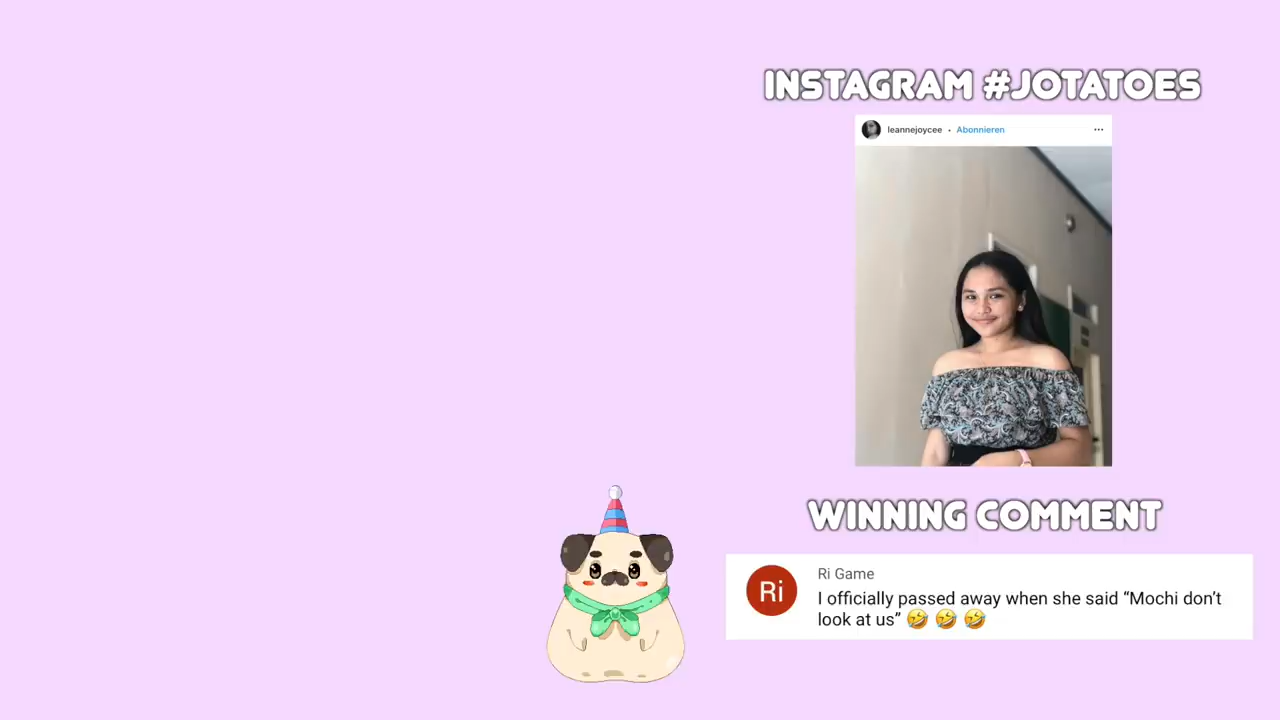 INSTAGRAM #JOTATOES
leannejoycee • Abonnieren
WINNING COMMENT
Ri
Ri Game
I officially passed away when she said “Mochi don’t
look at us” 🤣 🤣 🤣